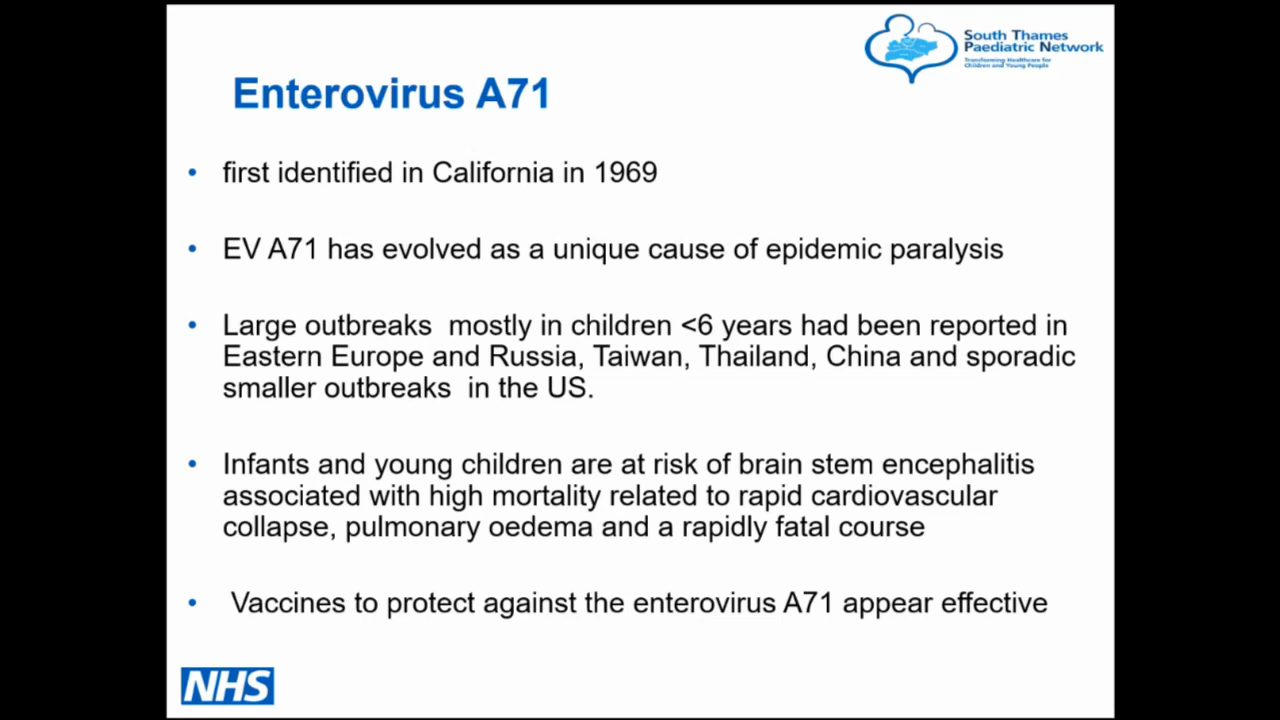 South Thames
Paediatric Network
Transforming Healthcare for
Children and Young People
Enterovirus A71
• first identified in California in 1969
• EV A71 has evolved as a unique cause of epidemic paralysis
• Large outbreaks mostly in children <6 years had been reported in
Eastern Europe and Russia, Taiwan, Thailand, China and sporadic
smaller outbreaks in the US.
• Infants and young children are at risk of brain stem encephalitis
associated with high mortality related to rapid cardiovascular
collapse, pulmonary oedema and a rapidly fatal course
• Vaccines to protect against the enterovirus A71 appear effective
NHS